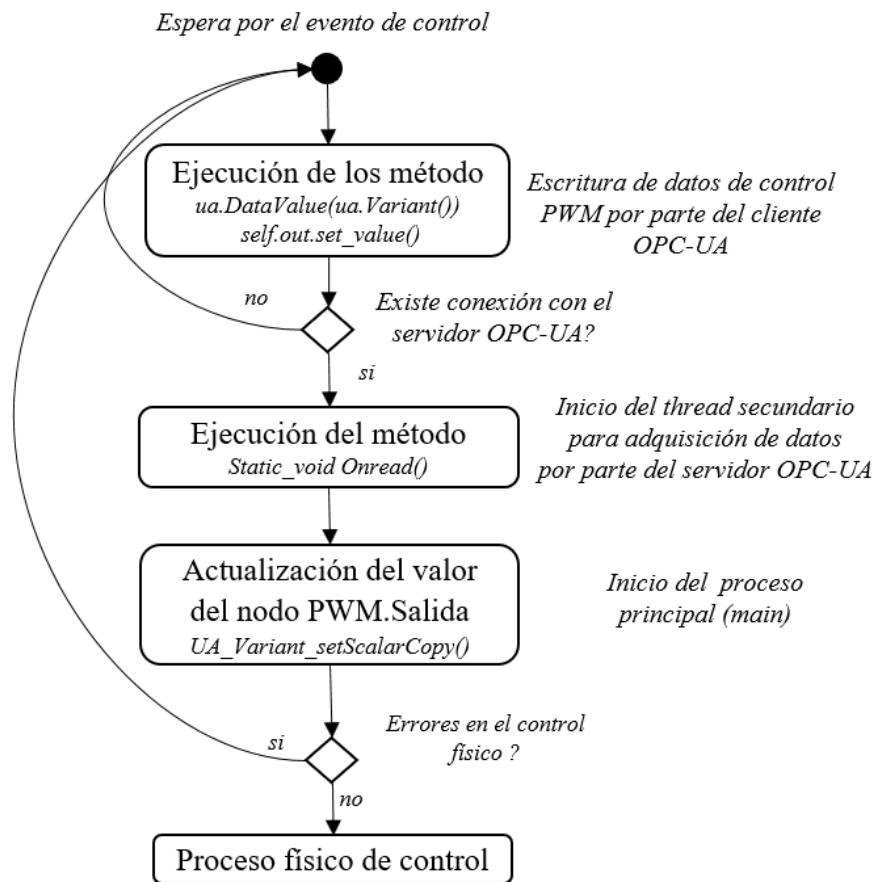 Espera por el evento de control
Ejecución de los método
ua.DataValue(ua.Variant())
self.out.set_value()
Escritura de datos de control
PWM por parte del cliente
OPC-UA
no
Existe conexión con el
servidor OPC-UA?
si
Ejecución del método
Static_void Onread()
Inicio del thread secundario
para adquisición de datos
por parte del servidor OPC-UA
Actualización del valor
del nodo PWM.Salida
UA_Variant_setScalarCopy()
Inicio del proceso
principal (main)
si
Errores en el control
físico ?
no
Proceso físico de control